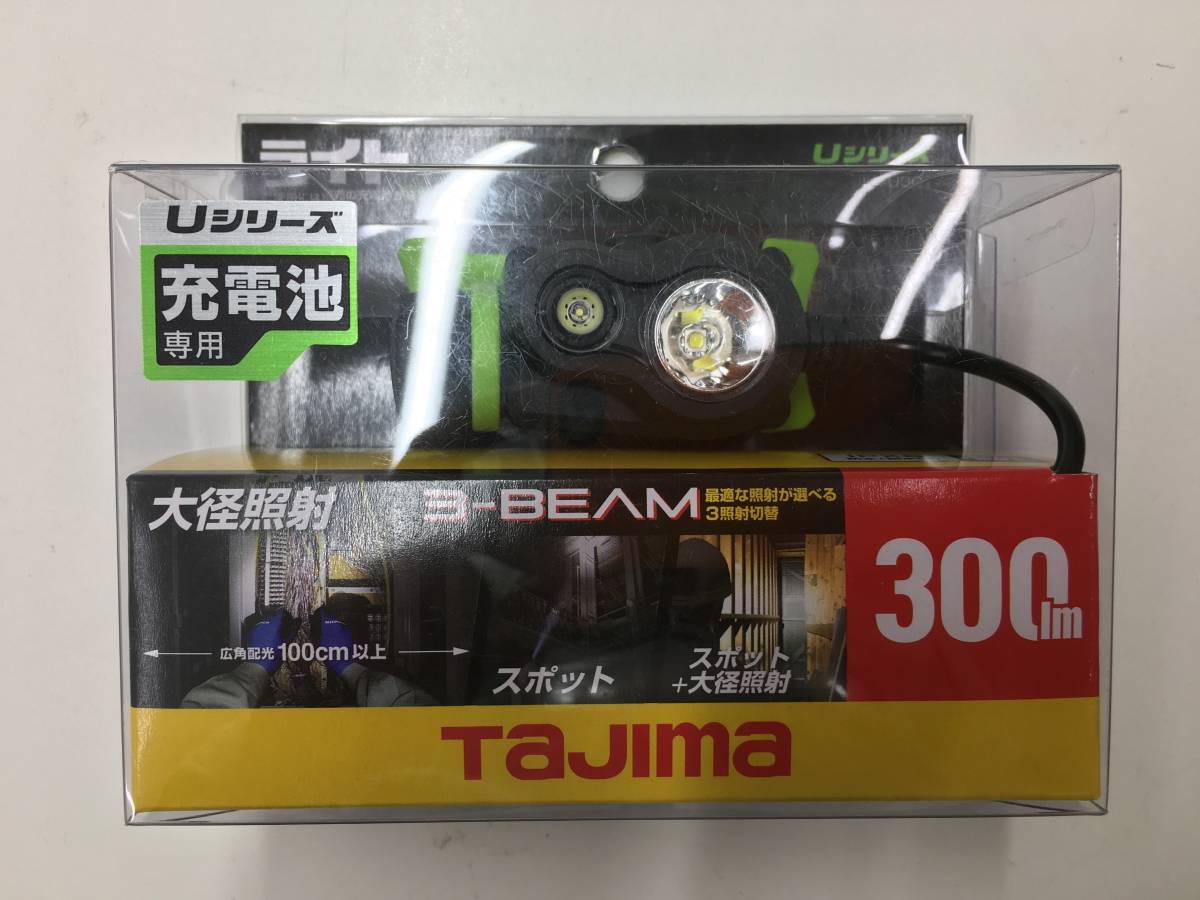 ライト
Uシリーズ
Uシリーズ
充電池
専用
大径照射
3-BEAM
最適な照射が選べる
3照射切替
300lm
広角配光100cm以上
スポット
スポット
+大径照射
TAJIMA